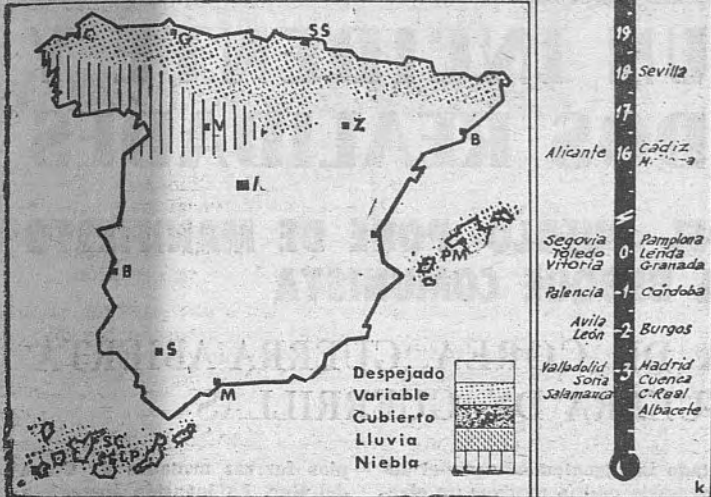 C G SS
V Z B
PM
B
S
M
SC LP
Despejado
Variable
Cubierto
Lluvia
Niebla
19
18 Sevilla
17
Alicante 16 Cádiz
Segovia 0 Pamplona
Toledo Lérida
Vitoria Granada
Palencia -1 Córdoba
Avila -2 Burgos
León
Valladolid -3 Madrid
Soria Cuenca
Salamanca C-Real
Albacete
k